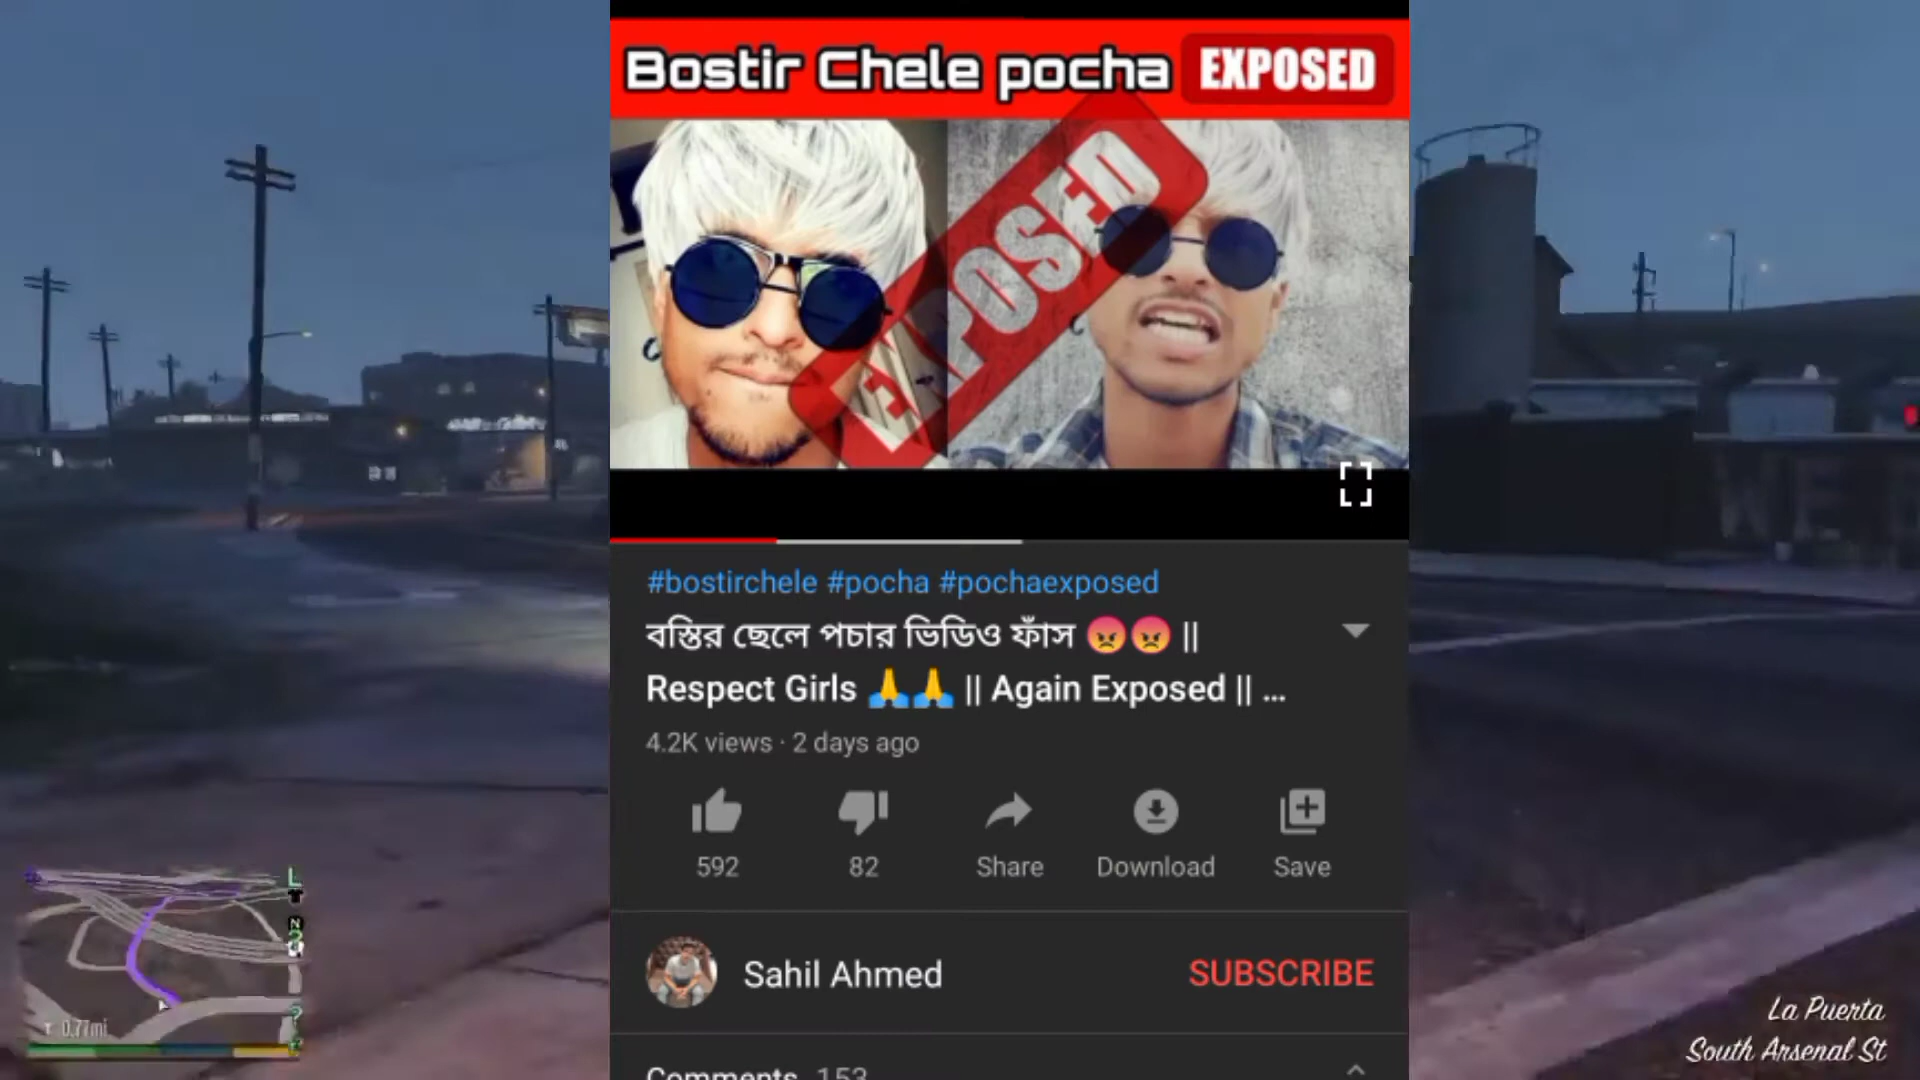 Bostir Chele pocha EXPOSED
EXPOSED
#bostirchele #pocha #pochaexposed
বস্তির ছেলে পচার ভিডিও ফাঁস 😡😡 ||
Respect Girls 🙏🙏 || Again Exposed || ...
4.2K views · 2 days ago
592 82 Share Download Save
Sahil Ahmed SUBSCRIBE
Comments 153
L
N
0.77mi
La Puerta
South Arsenal St